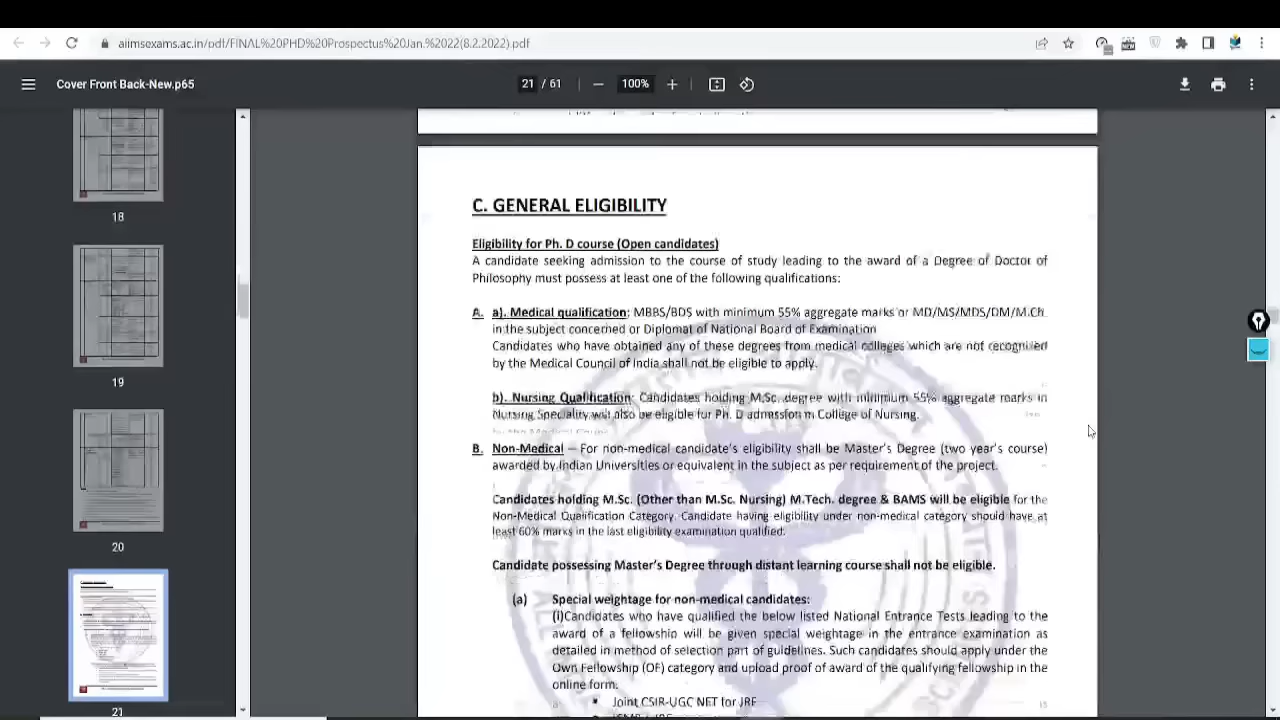 aiimsexams.ac.in/pdf/FINAL%20PHD%20Prospectus%20Jan.%2022(8.2.2022).pdf
Cover Front Back-New.p65
21 / 61
100%
18
19
20
21
C. GENERAL ELIGIBILITY
Eligibility for Ph. D course (Open candidates)
A candidate seeking admission to the course of study leading to the award of a Degree of Doctor of
Philosophy must possess at least one of the following qualifications:
A. a). Medical qualification: MBBS/BDS with minimum 55% aggregate marks or MD/MS/MDS/DM/M.Ch.
in the subject concerned or Diplomat of National Board of Examination
Candidates who have obtained any of these degrees from medical colleges which are not recognized
by the Medical Council of India shall not be eligible to apply.
b). Nursing Qualification: Candidates holding M.Sc. degree with minimum 55% aggregate marks in
Nursing Speciality will also be eligible for Ph. D admission in College of Nursing.
B. Non-Medical – For non-medical candidate's eligibility shall be Master's Degree (two year's course)
awarded by Indian Universities or equivalent in the subject as per requirement of the project.
Candidates holding M.Sc. (Other than M.Sc. Nursing) M.Tech. degree & BAMS will be eligible for the
Non-Medical Qualification Category. Candidate having eligibility under non-medical category should have at
least 60% marks in the last eligibility examination qualified.
Candidate possessing Master's Degree through distant learning course shall not be eligible.
(a) Special weightage for non-medical candidates:
(i)Candidates who have qualified the below listed National Entrance Tests leading to the
award of a fellowship will be given special weightage in the entrance examination as
detailed in method of selection part of guidelines. Such candidates should apply under the
own Fellowship (OF) category and upload proof of award of the qualifying fellowship in the
online form.
▪ Joint CSIR-UGC NET for JRF